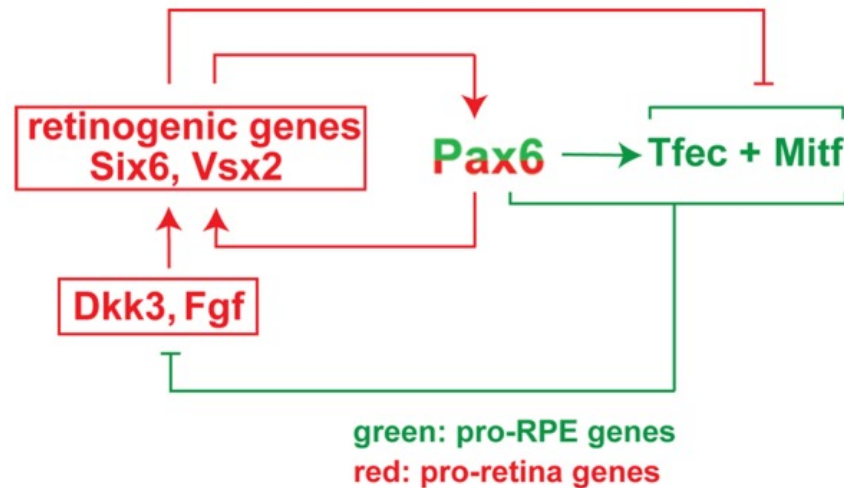 retinogenic genes
Six6, Vsx2
Pax6
Tfec + Mitf
Dkk3, Fgf
green: pro-RPE genes
red: pro-retina genes